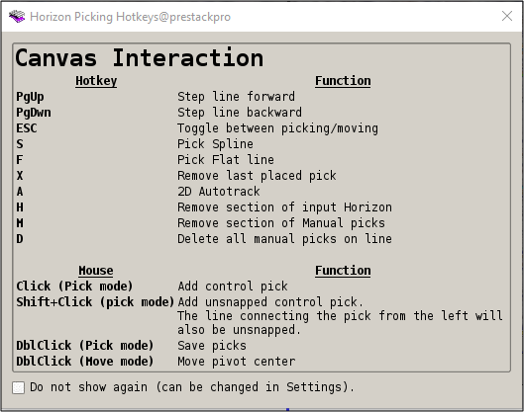 Horizon Picking Hotkeys@prestackpro
Canvas Interaction
Hotkey Function
PgUp Step line forward
PgDwn Step line backward
ESC Toggle between picking/moving
S Pick Spline
F Pick Flat line
X Remove last placed pick
A 2D Autotrack
H Remove section of input Horizon
M Remove section of Manual picks
D Delete all manual picks on line
Mouse Function
Click (Pick mode) Add control pick
Shift+Click (pick mode) Add unsnapped control pick.
The line connecting the pick from the left will
also be unsnapped.
DblClick (Pick mode) Save picks
DblClick (Move mode) Move pivot center
Do not show again (can be changed in Settings).